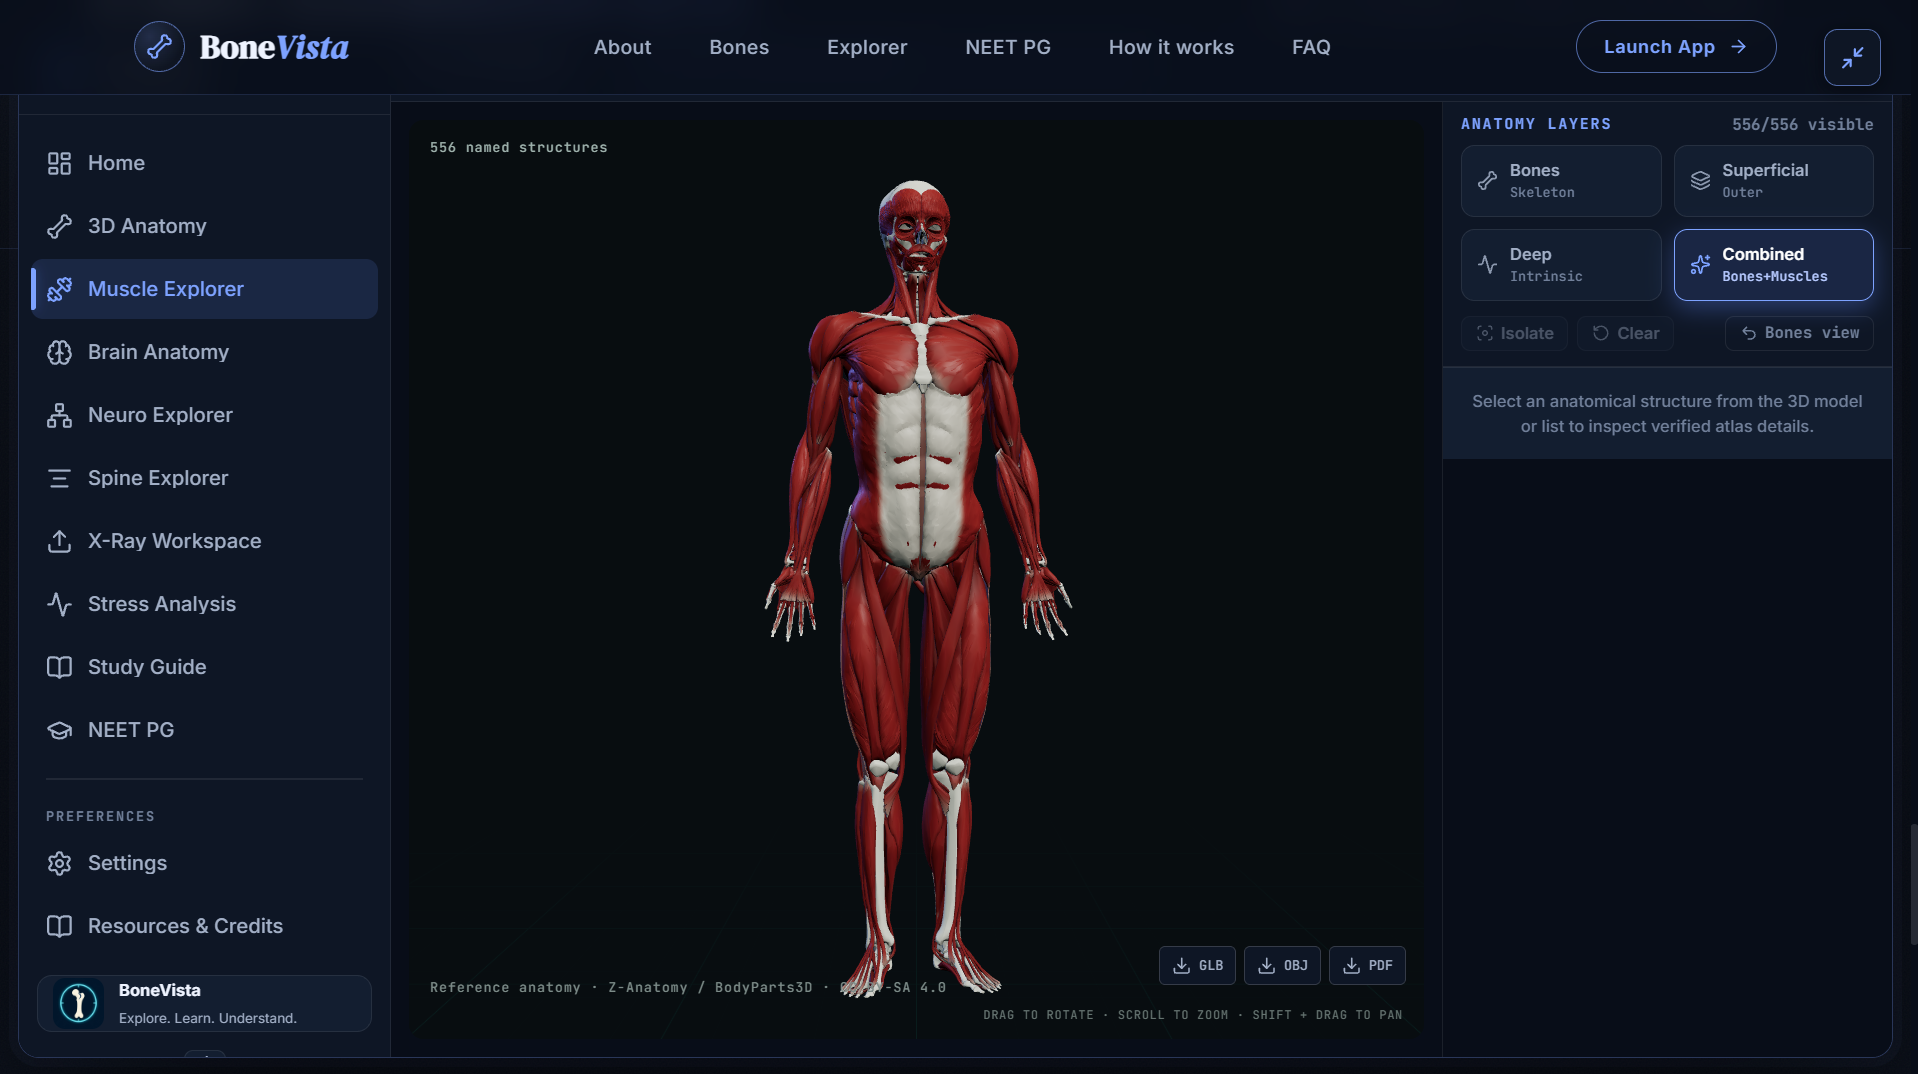 BoneVista
About
Bones
Explorer
NEET PG
How it works
FAQ
Launch App
Home
3D Anatomy
Muscle Explorer
Brain Anatomy
Neuro Explorer
Spine Explorer
X-Ray Workspace
Stress Analysis
Study Guide
NEET PG
PREFERENCES
Settings
Resources & Credits
BoneVista
Explore. Learn. Understand.
556 named structures
Reference anatomy · Z-Anatomy / BodyParts3D · -SA 4.0
GLB
OBJ
PDF
DRAG TO ROTATE · SCROLL TO ZOOM · SHIFT + DRAG TO PAN
ANATOMY LAYERS
556/556 visible
Bones
Skeleton
Superficial
Outer
Deep
Intrinsic
Combined
Bones+Muscles
Isolate
Clear
Bones view
Select an anatomical structure from the 3D model
or list to inspect verified atlas details.